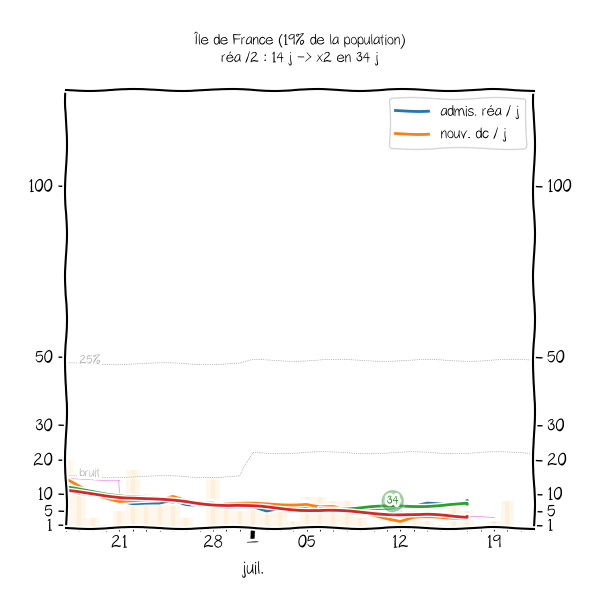 Île de France (19% de la population)
réa /2 : 14 j -> x2 en 34 j
admis. réa / j
nouv. dc / j
100 100
25%
50 50
30 30
20 20
bruit
10 10
34
5 5
1 1
21 28 05 12 19
juil.